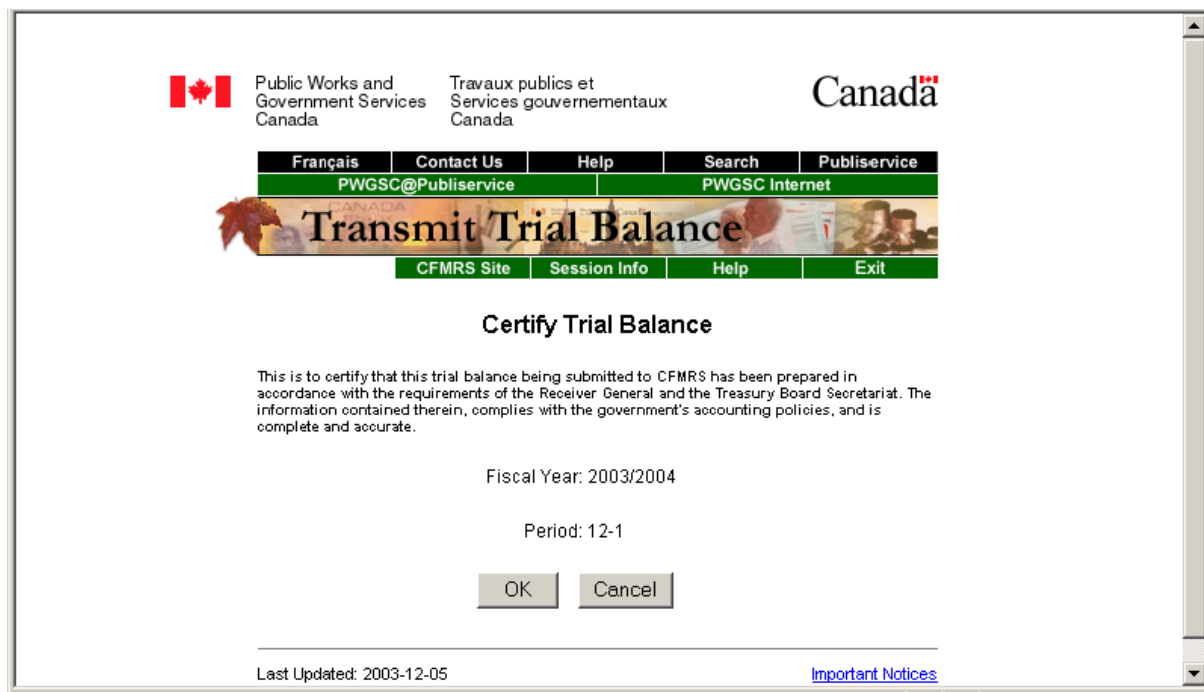 Public Works and Government Services Canada
Travaux publics et Services gouvernementaux Canada
Canada
Français Contact Us Help Search Publiservice
PWGSC@Publiservice PWGSC Internet
CANADA
Transmit Trial Balance
CFMRS Site Session Info Help Exit
Certify Trial Balance
This is to certify that this trial balance being submitted to CFMRS has been prepared in
accordance with the requirements of the Receiver General and the Treasury Board Secretariat. The
information contained therein, complies with the government's accounting policies, and is
complete and accurate.
Fiscal Year: 2003/2004
Period: 12-1
OK Cancel
Last Updated: 2003-12-05 Important Notices